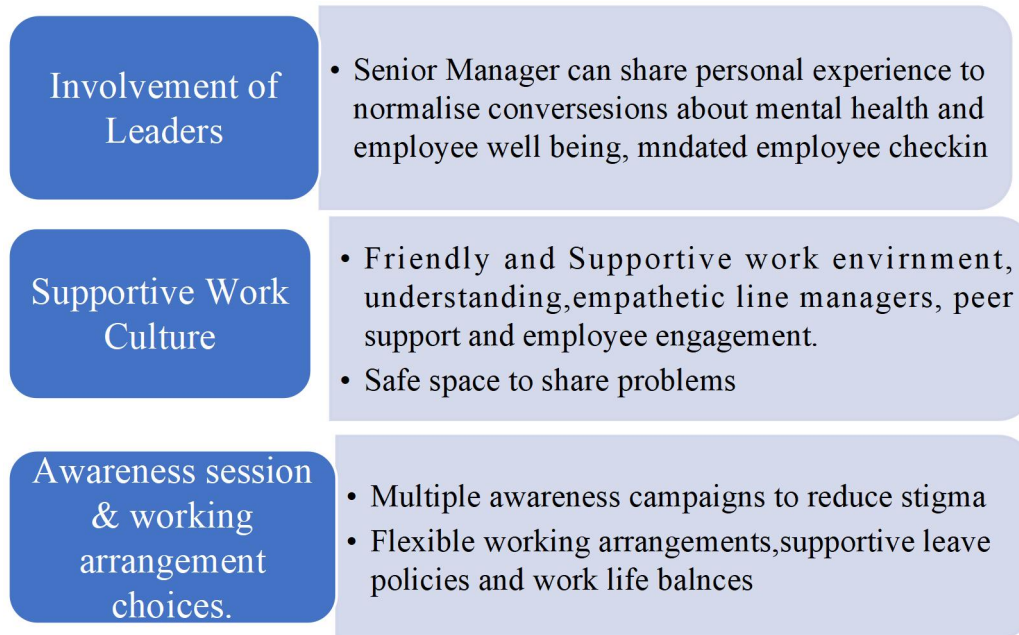 Involvement of
Leaders
• Senior Manager can share personal experience to
normalise conversesions about mental health and
employee well being, mndated employee checkin
Supportive Work
Culture
• Friendly and Supportive work envirnment,
understanding,empathetic line managers, peer
support and employee engagement.
• Safe space to share problems
Awareness session
& working
arrangement
choices.
• Multiple awareness campaigns to reduce stigma
• Flexible working arrangements,supportive leave
policies and work life balnces